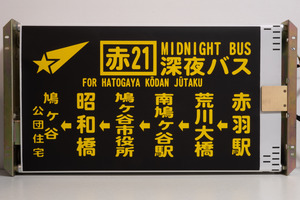 赤21
MIDNIGHT BUS
深夜バス
FOR HATOGAYA KŌDAN JŪTAKU
赤羽駅
←
荒川大橋
←
南鳩ヶ谷駅
←
鳩ヶ谷市役所
←
昭和橋
←
鳩ヶ谷
公団住宅